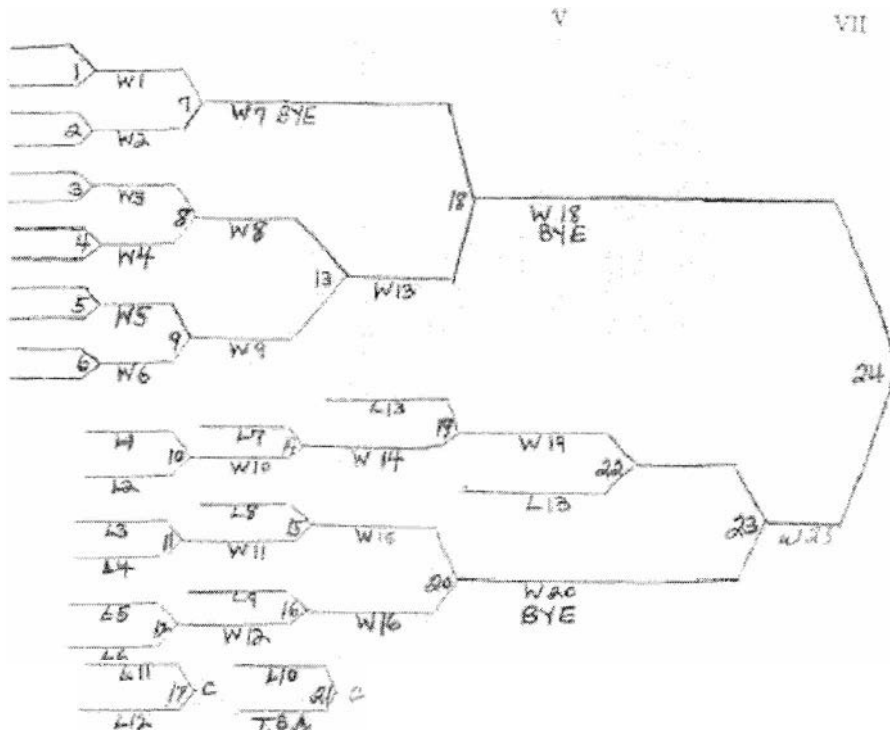 V VII
1 W1
7 W7 BYE
2 W2
3 W3
18 W18
BYE
8 W8
4 W4
13 W13
5 W5
9 W9
6 W6
24
L13
L7 19 W19
L1 10 W10 W14
22
L2
L13
L8
L3 15 W15
11 W11
23 W23
L4
20 W20
BYE
L9
L5 16 W16
12 W12
L11 L10
17 C 21 C
L12 T.B.A